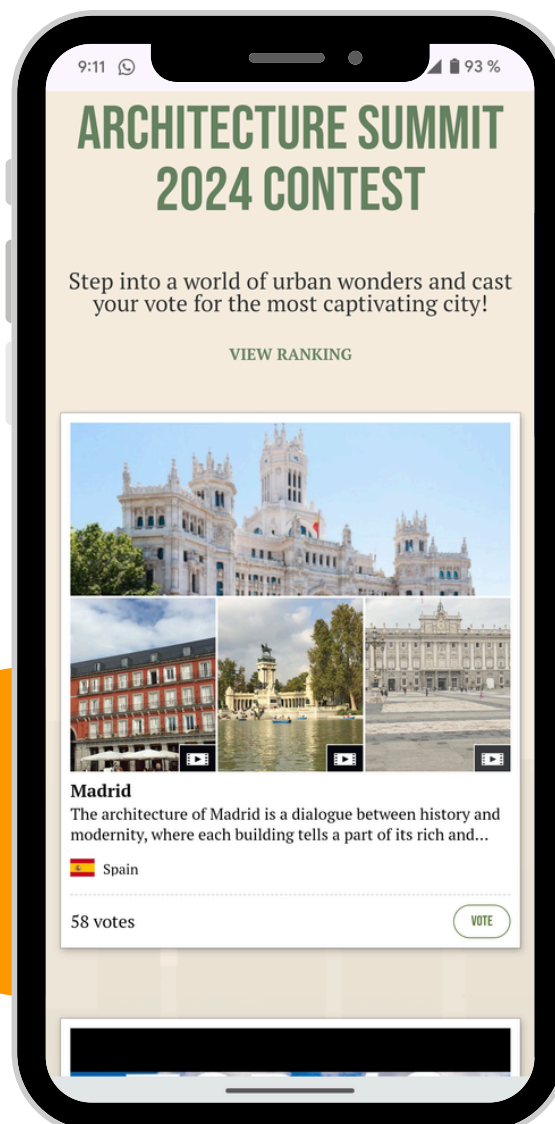 9:11
93 %
ARCHITECTURE SUMMIT
2024 CONTEST
Step into a world of urban wonders and cast
your vote for the most captivating city!
VIEW RANKING
Madrid
The architecture of Madrid is a dialogue between history and
modernity, where each building tells a part of its rich and...
Spain
58 votes
VOTE